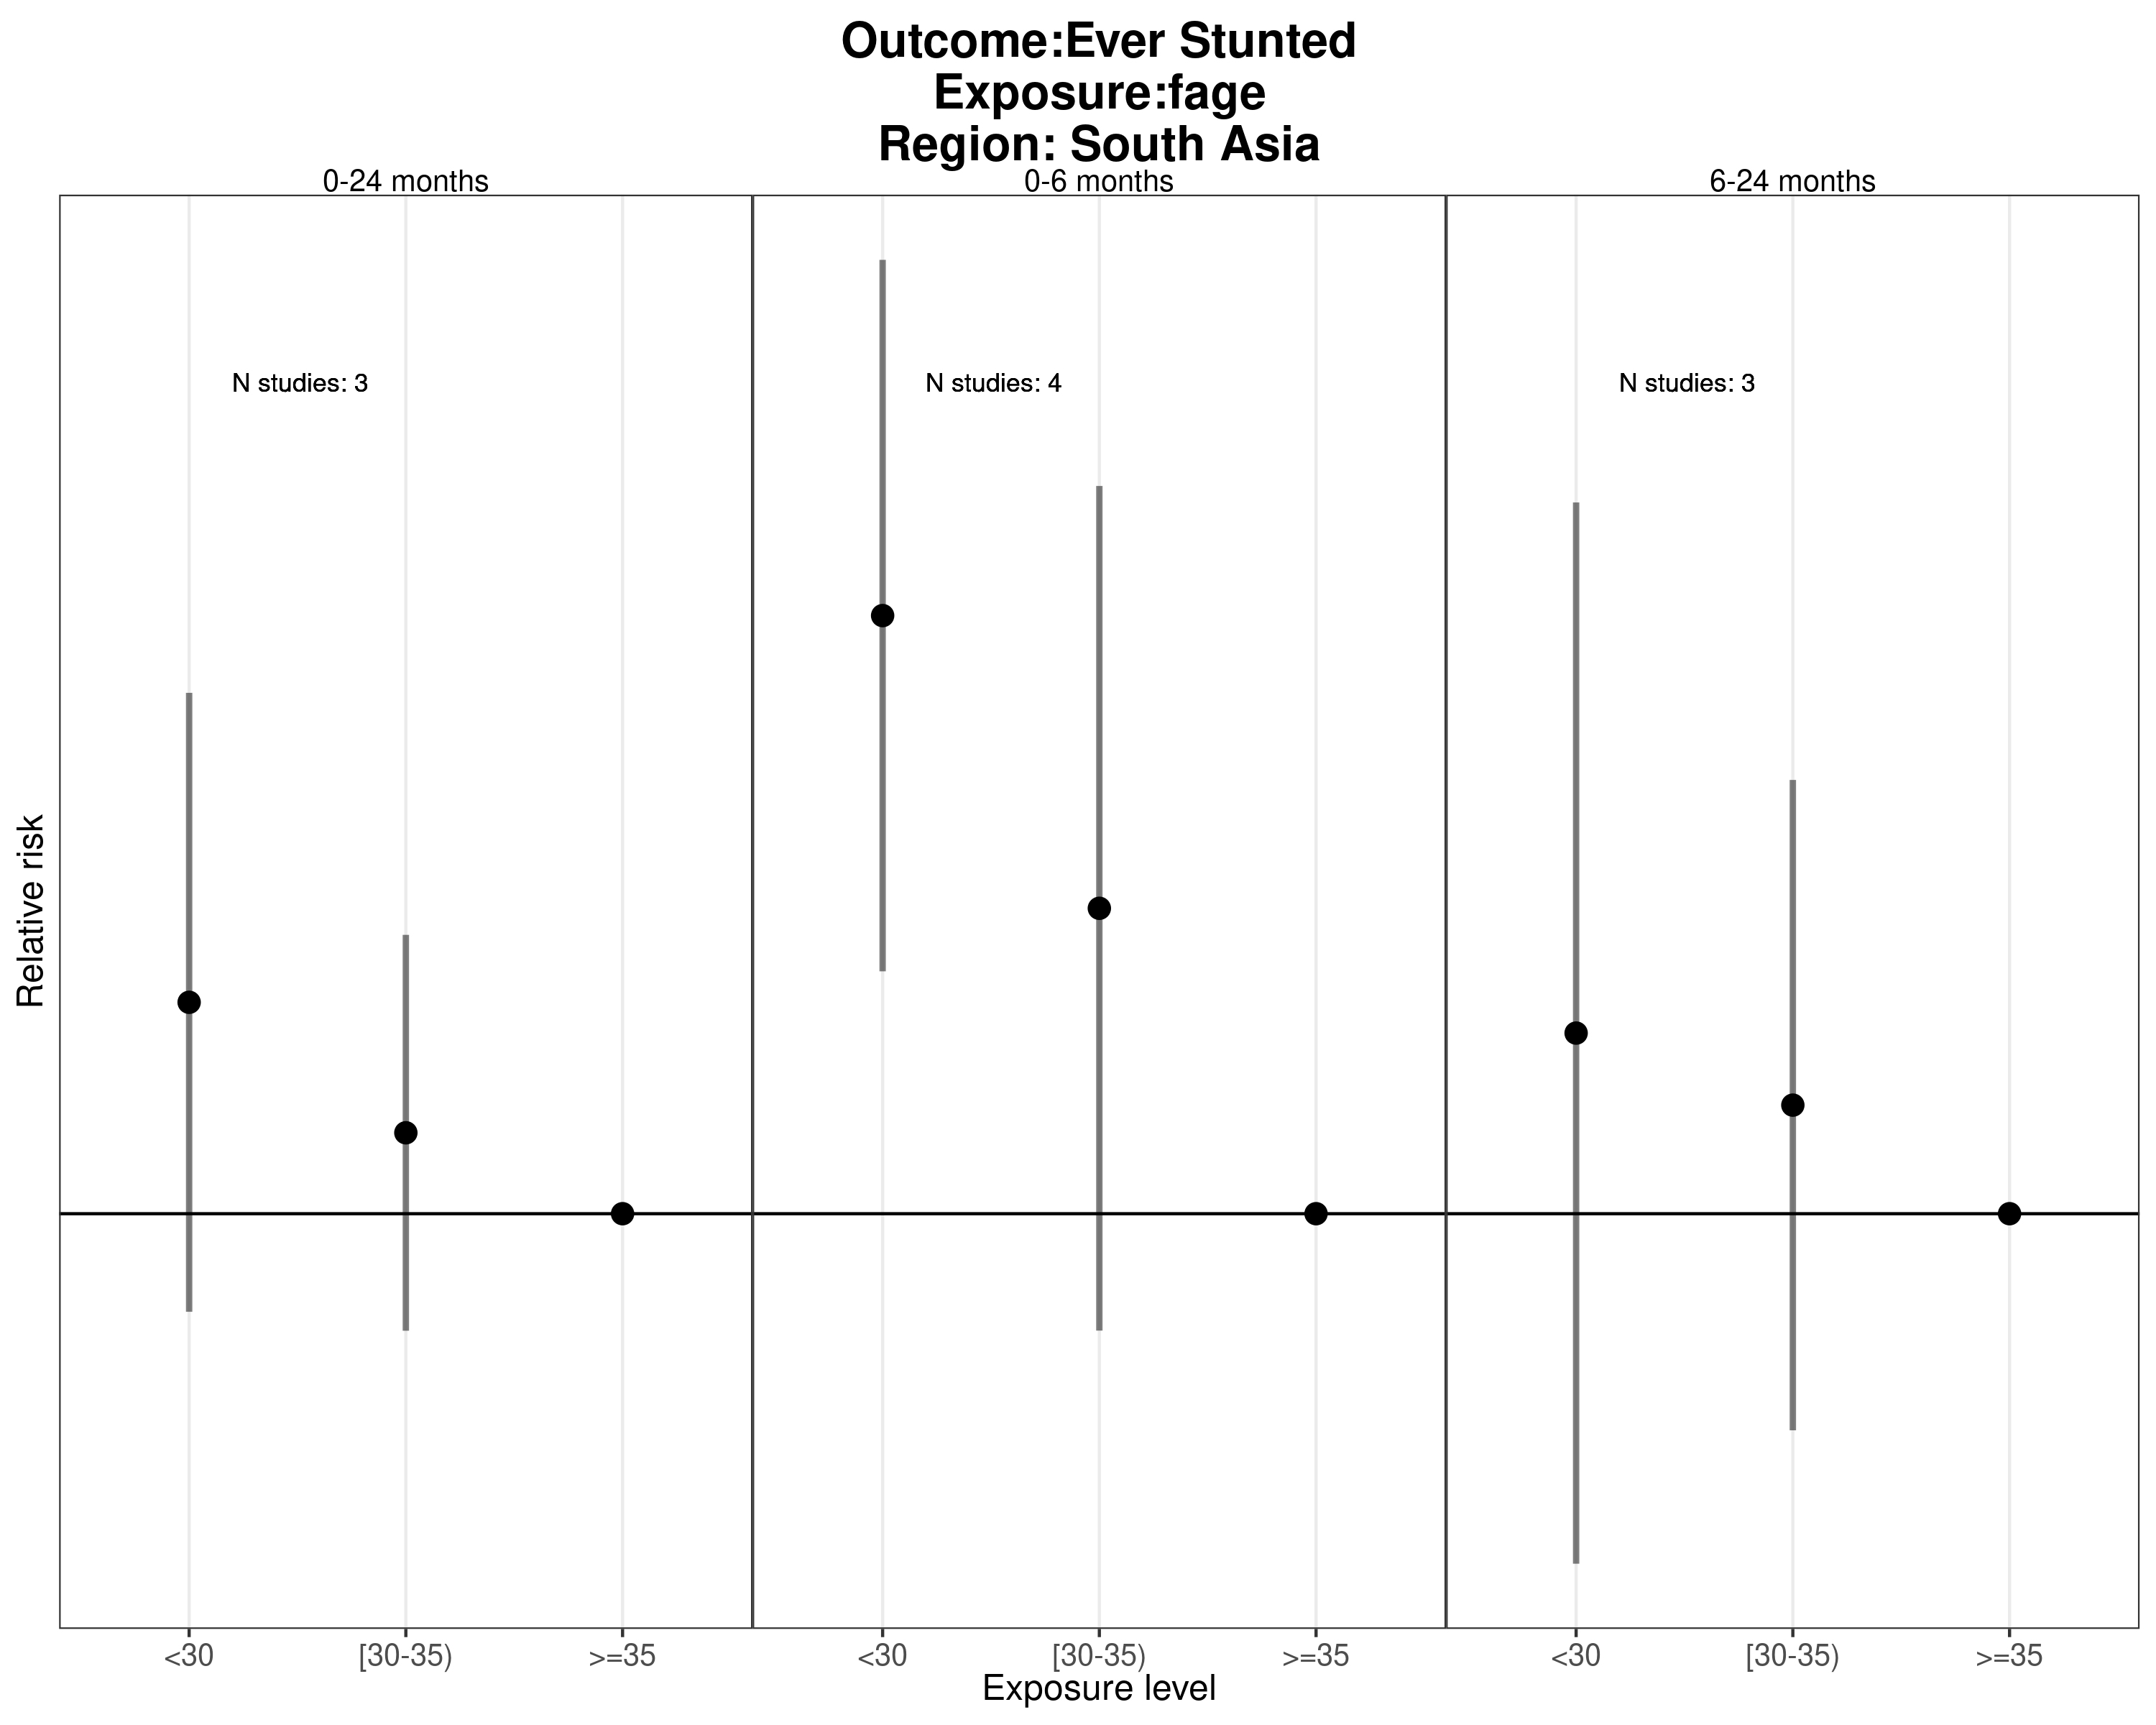 Outcome:Ever Stunted
Exposure:fage
Region: South Asia
0-24 months
0-6 months
6-24 months
N studies: 3
N studies: 4
N studies: 3
Relative risk
<30
[30-35)
>=35
<30
[30-35)
>=35
<30
[30-35)
>=35
Exposure level